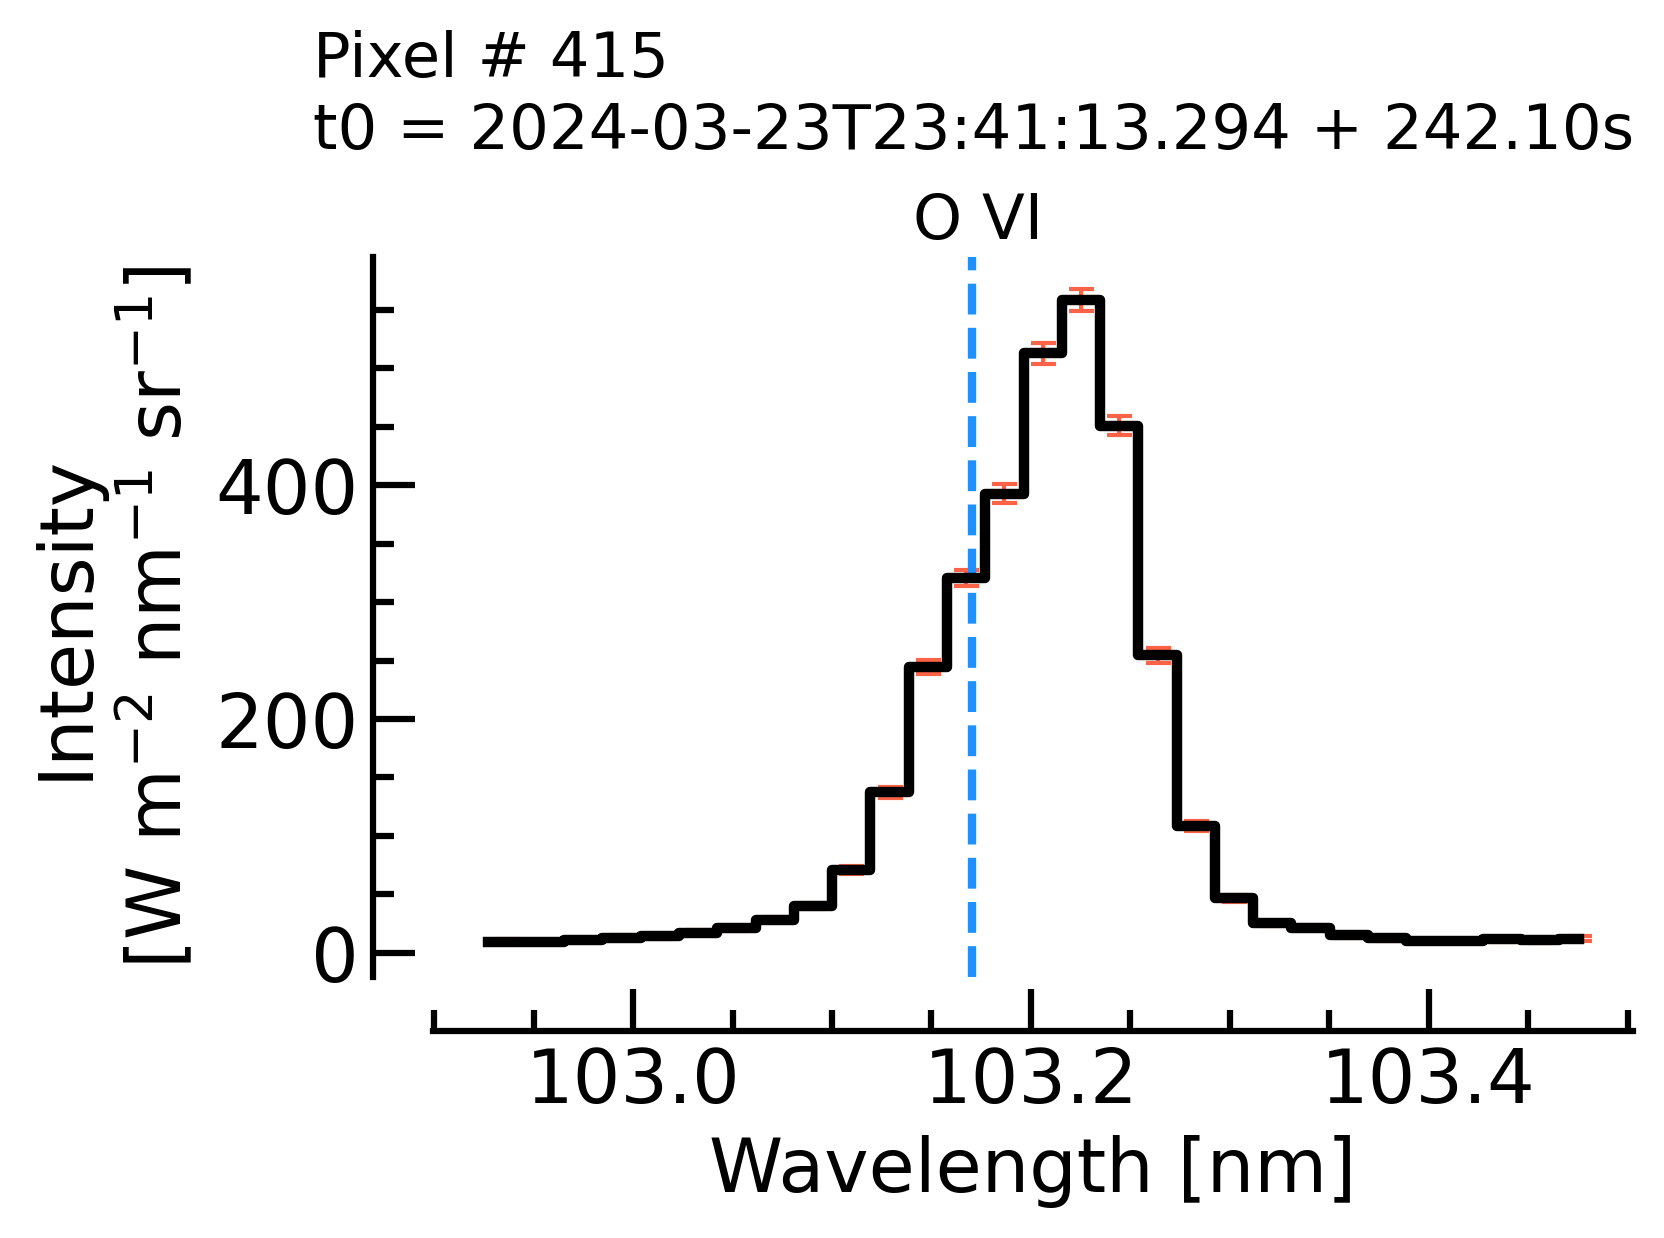 Pixel # 415
t0 = 2024-03-23T23:41:13.294 + 242.10s
O VI
Intensity
[W m⁻² nm⁻¹ sr⁻¹]
400
200
0
103.0 103.2 103.4
Wavelength [nm]